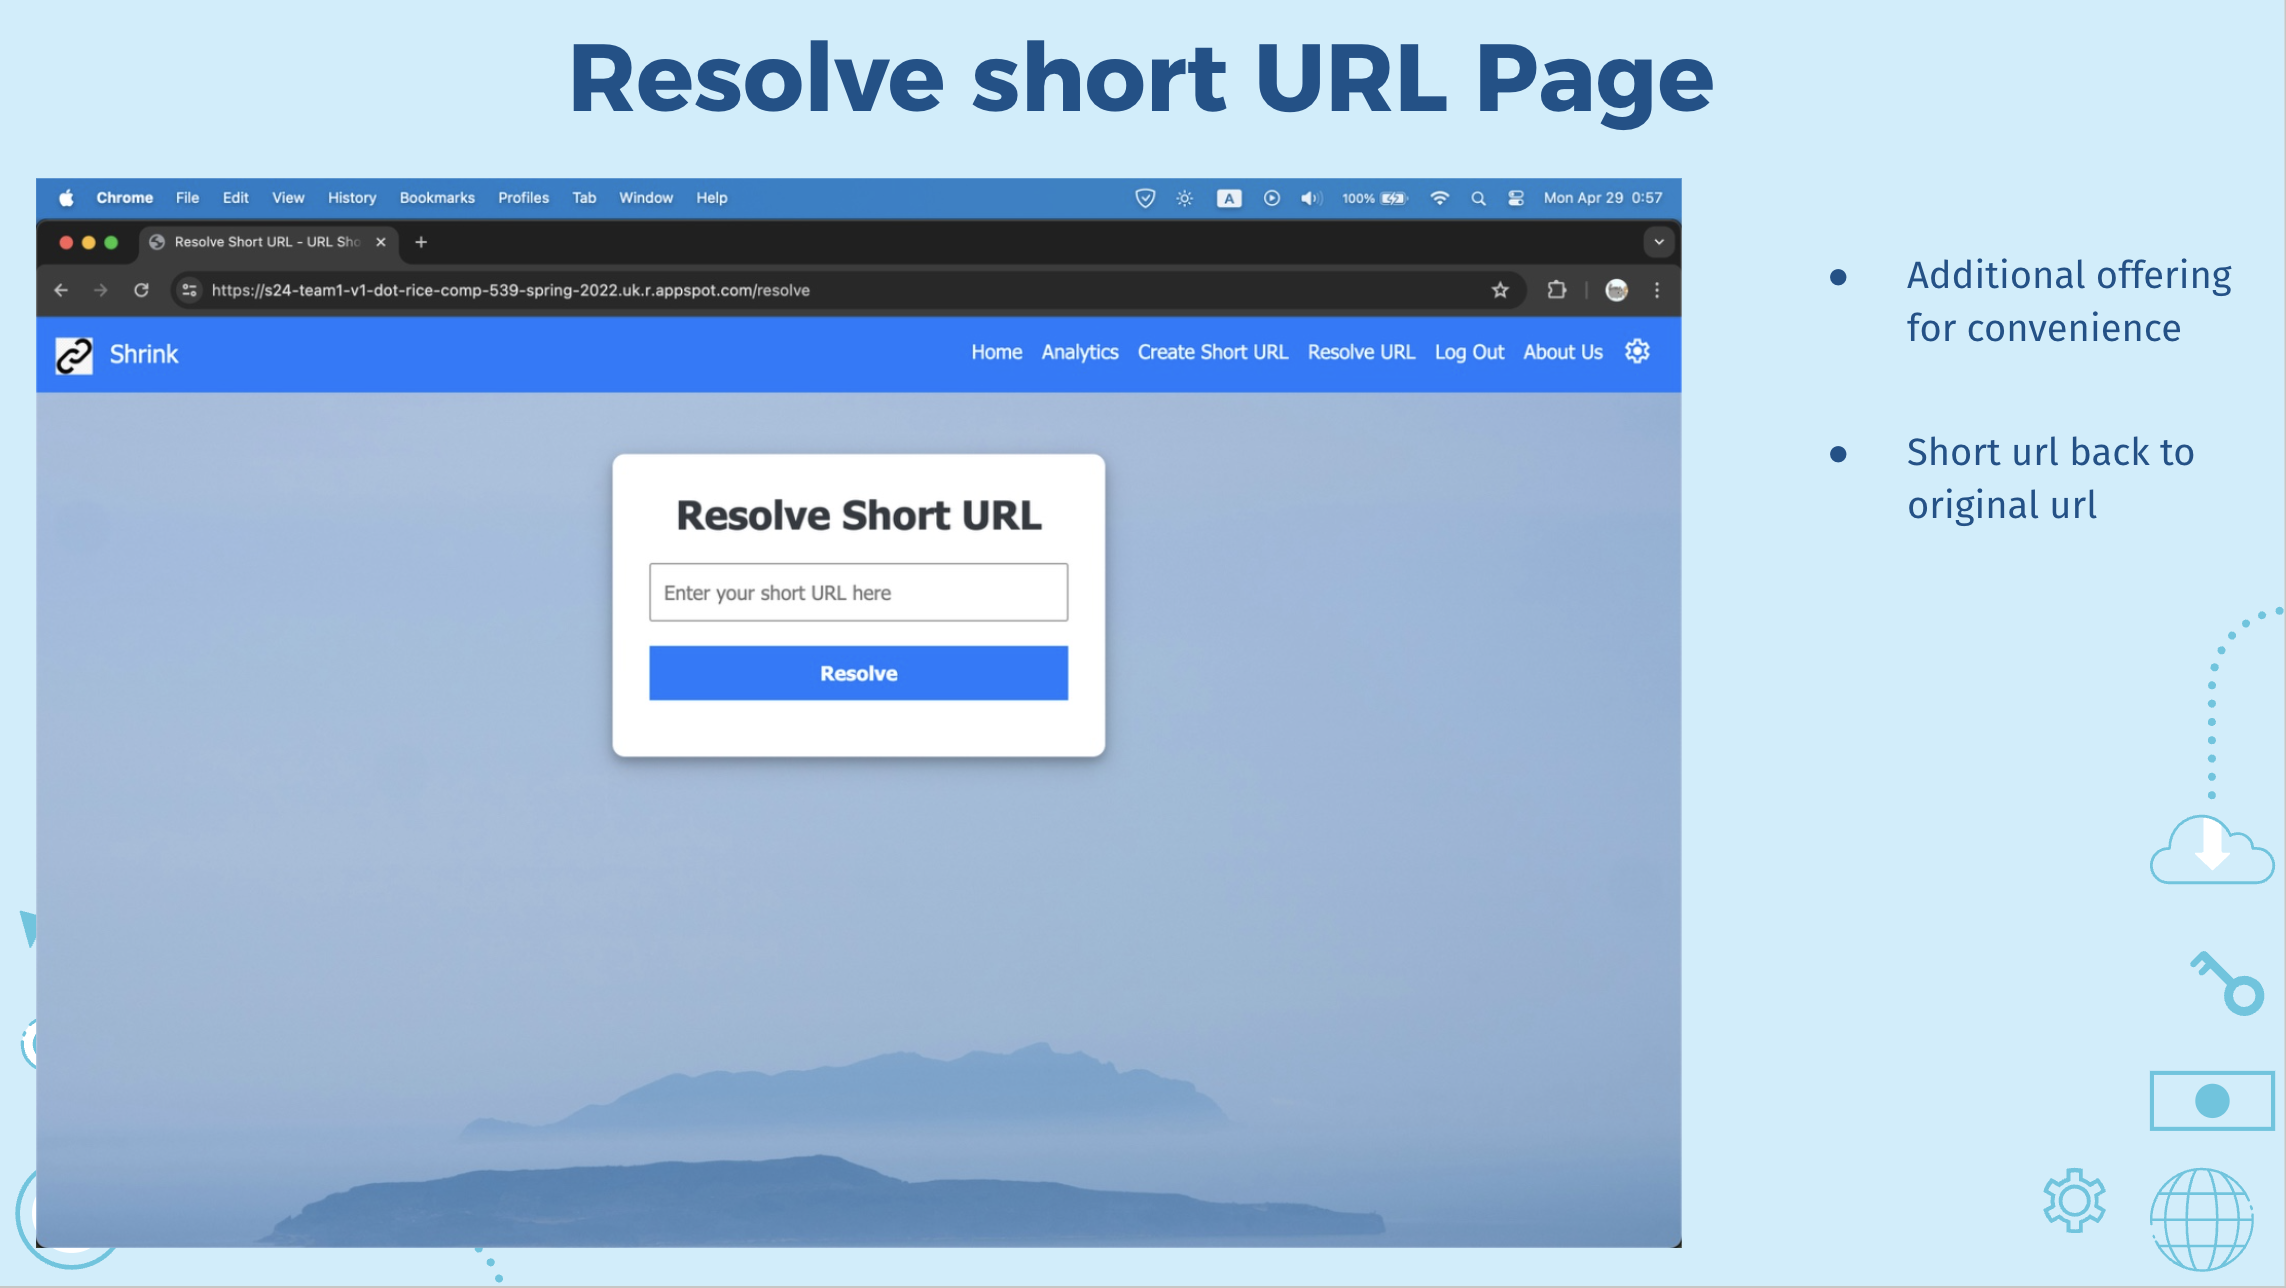 Resolve short URL Page
Chrome File Edit View History Bookmarks Profiles Tab Window Help
A 100% Mon Apr 29 0:57
Resolve Short URL - URL Sho
https://s24-team1-v1-dot-rice-comp-539-spring-2022.uk.r.appspot.com/resolve
Shrink
Home Analytics Create Short URL Resolve URL Log Out About Us
Resolve Short URL
Enter your short URL here
Resolve
● Additional offering
for convenience
● Short url back to
original url